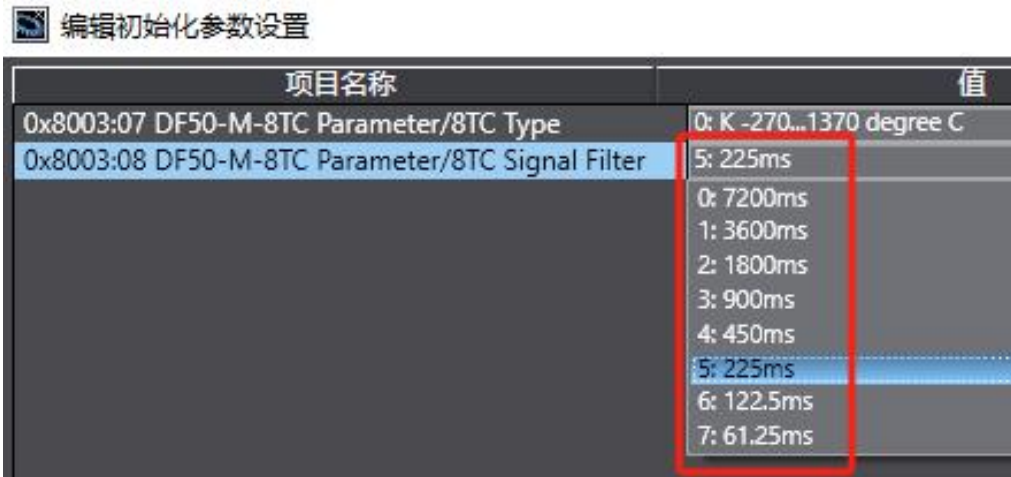 编辑初始化参数设置
项目名称 值
0x8003:07 DF50-M-8TC Parameter/8TC Type 0: K -270...1370 degree C
0x8003:08 DF50-M-8TC Parameter/8TC Signal Filter 5: 225ms
0: 7200ms
1: 3600ms
2: 1800ms
3: 900ms
4: 450ms
5: 225ms
6: 122.5ms
7: 61.25ms